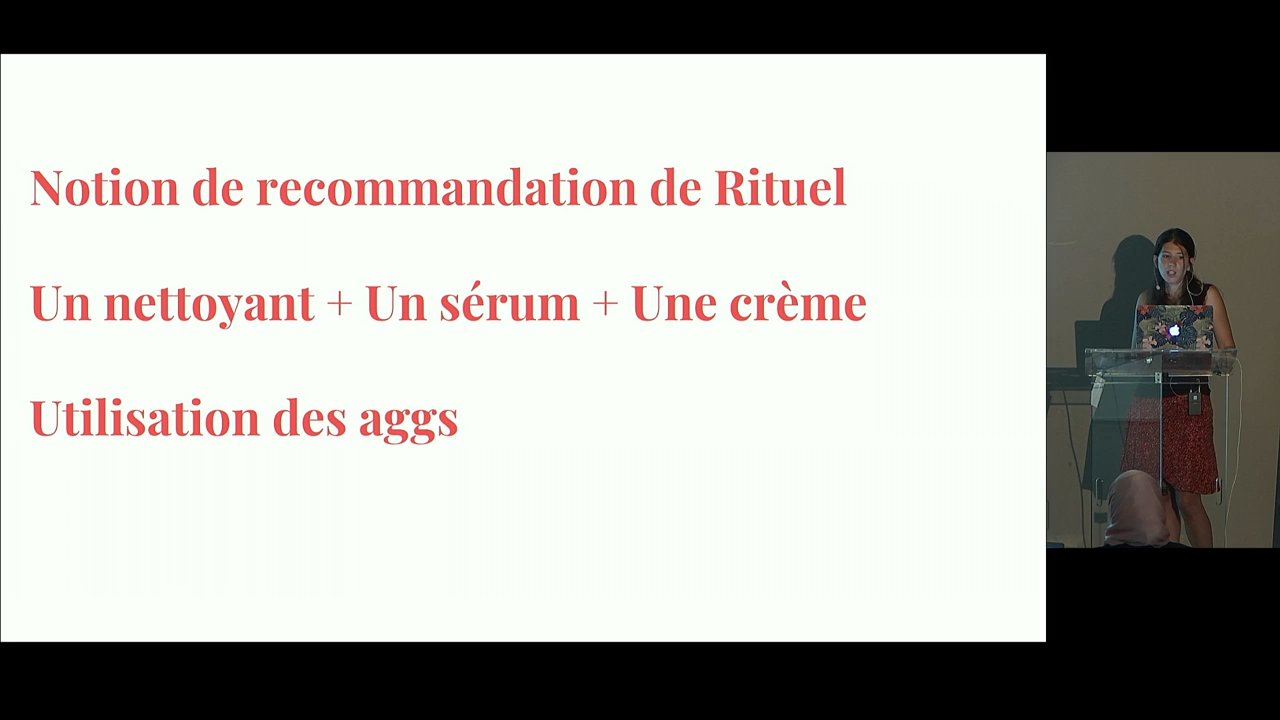 Notion de recommandation de Rituel
Un nettoyant + Un sérum + Une crème
Utilisation des aggs